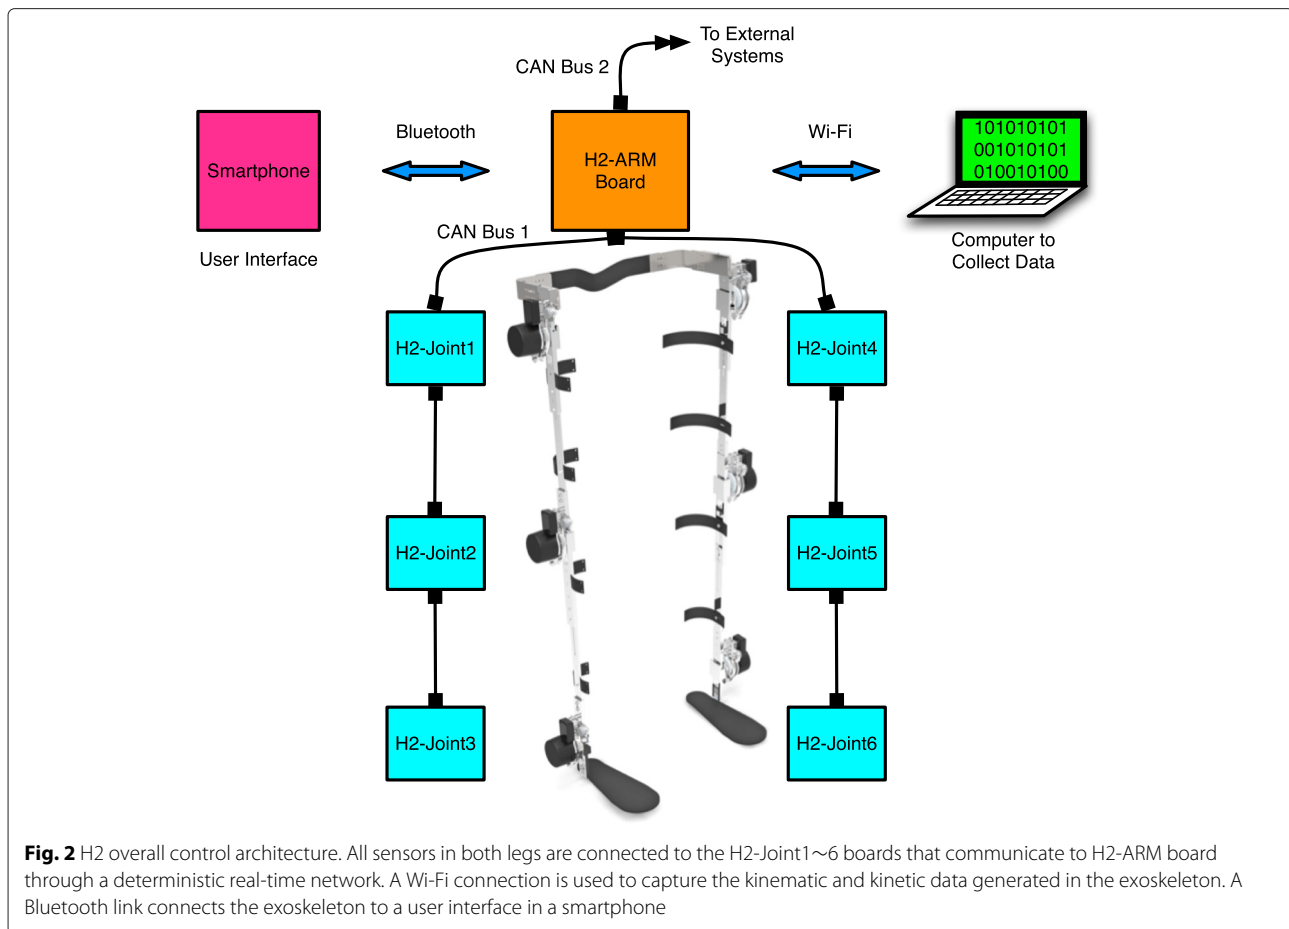 To External
Systems
CAN Bus 2
Smartphone
User Interface
Bluetooth
H2-ARM
Board
Wi-Fi
101010101
001010101
010010100
Computer to
Collect Data
CAN Bus 1
H2-Joint1
H2-Joint4
H2-Joint2
H2-Joint5
H2-Joint3
H2-Joint6
Fig. 2 H2 overall control architecture. All sensors in both legs are connected to the H2-Joint1∼6 boards that communicate to H2-ARM board
through a deterministic real-time network. A Wi-Fi connection is used to capture the kinematic and kinetic data generated in the exoskeleton. A
Bluetooth link connects the exoskeleton to a user interface in a smartphone